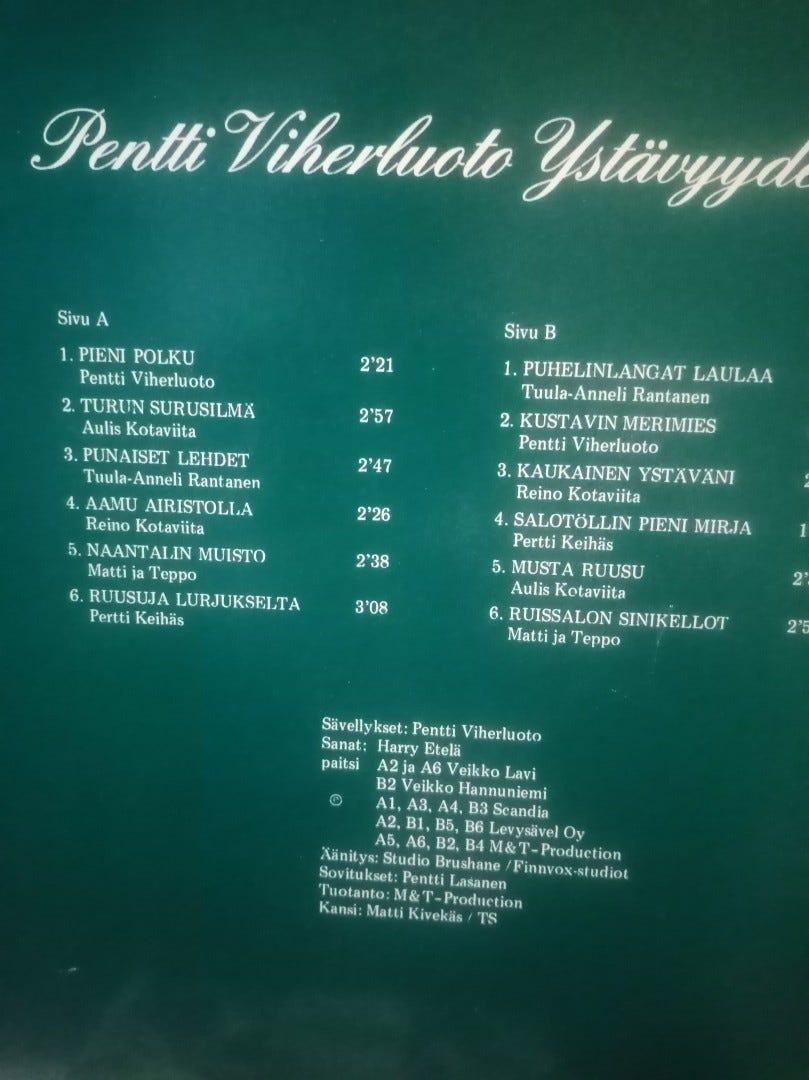 Pentti Viherluoto Ystävyyde
Sivu A
1. PIENI POLKU 2’21
Pentti Viherluoto
2. TURUN SURUSILMÄ 2’57
Aulis Kotaviita
3. PUNAISET LEHDET 2’47
Tuula-Anneli Rantanen
4. AAMU AIRISTOLLA 2’26
Reino Kotaviita
5. NAANTALIN MUISTO 2’38
Matti ja Teppo
6. RUUSUJA LURJUKSELTA 3’08
Pertti Keihäs
Sivu B
1. PUHELINLANGAT LAULAA
Tuula-Anneli Rantanen
2. KUSTAVIN MERIMIES
Pentti Viherluoto
3. KAUKAINEN YSTÄVÄNI
Reino Kotaviita
4. SALOTÖLLIN PIENI MIRJA
Pertti Keihäs
5. MUSTA RUUSU
Aulis Kotaviita
6. RUISSALON SINIKELLOT
Matti ja Teppo
Sävellykset: Pentti Viherluoto
Sanat: Harry Etelä
paitsi A2 ja A6 Veikko Lavi
B2 Veikko Hannuniemi
℗ A1, A3, A4, B3 Scandia
A2, B1, B5, B6 Levysävel Oy
A5, A6, B2, B4 M&T-Production
Äänitys: Studio Brushane / Finnvox-studiot
Sovitukset: Pentti Lasanen
Tuotanto: M&T-Production
Kansi: Matti Kivekäs / TS